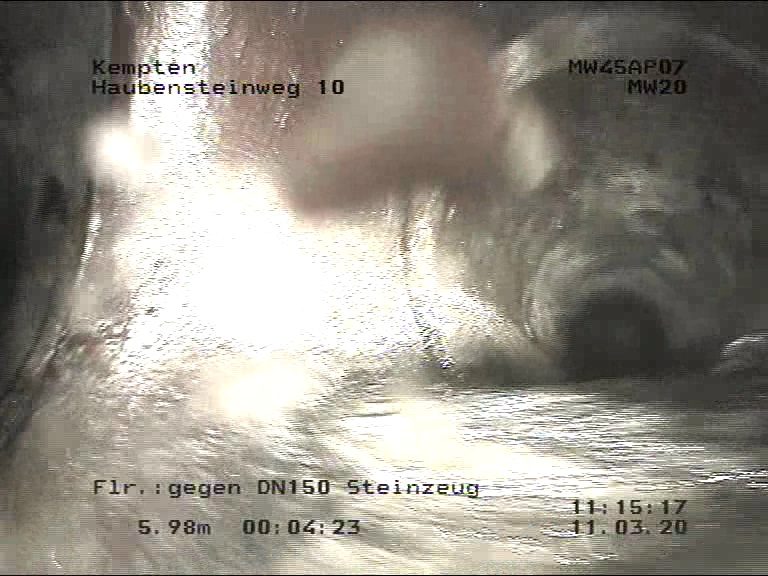 Kempten
Haubensteinweg 10
MW45AP07
MW20
Flr.:gegen DN150 Steinzeug
5.98m 00:04:23
11:15:17
11.03.20